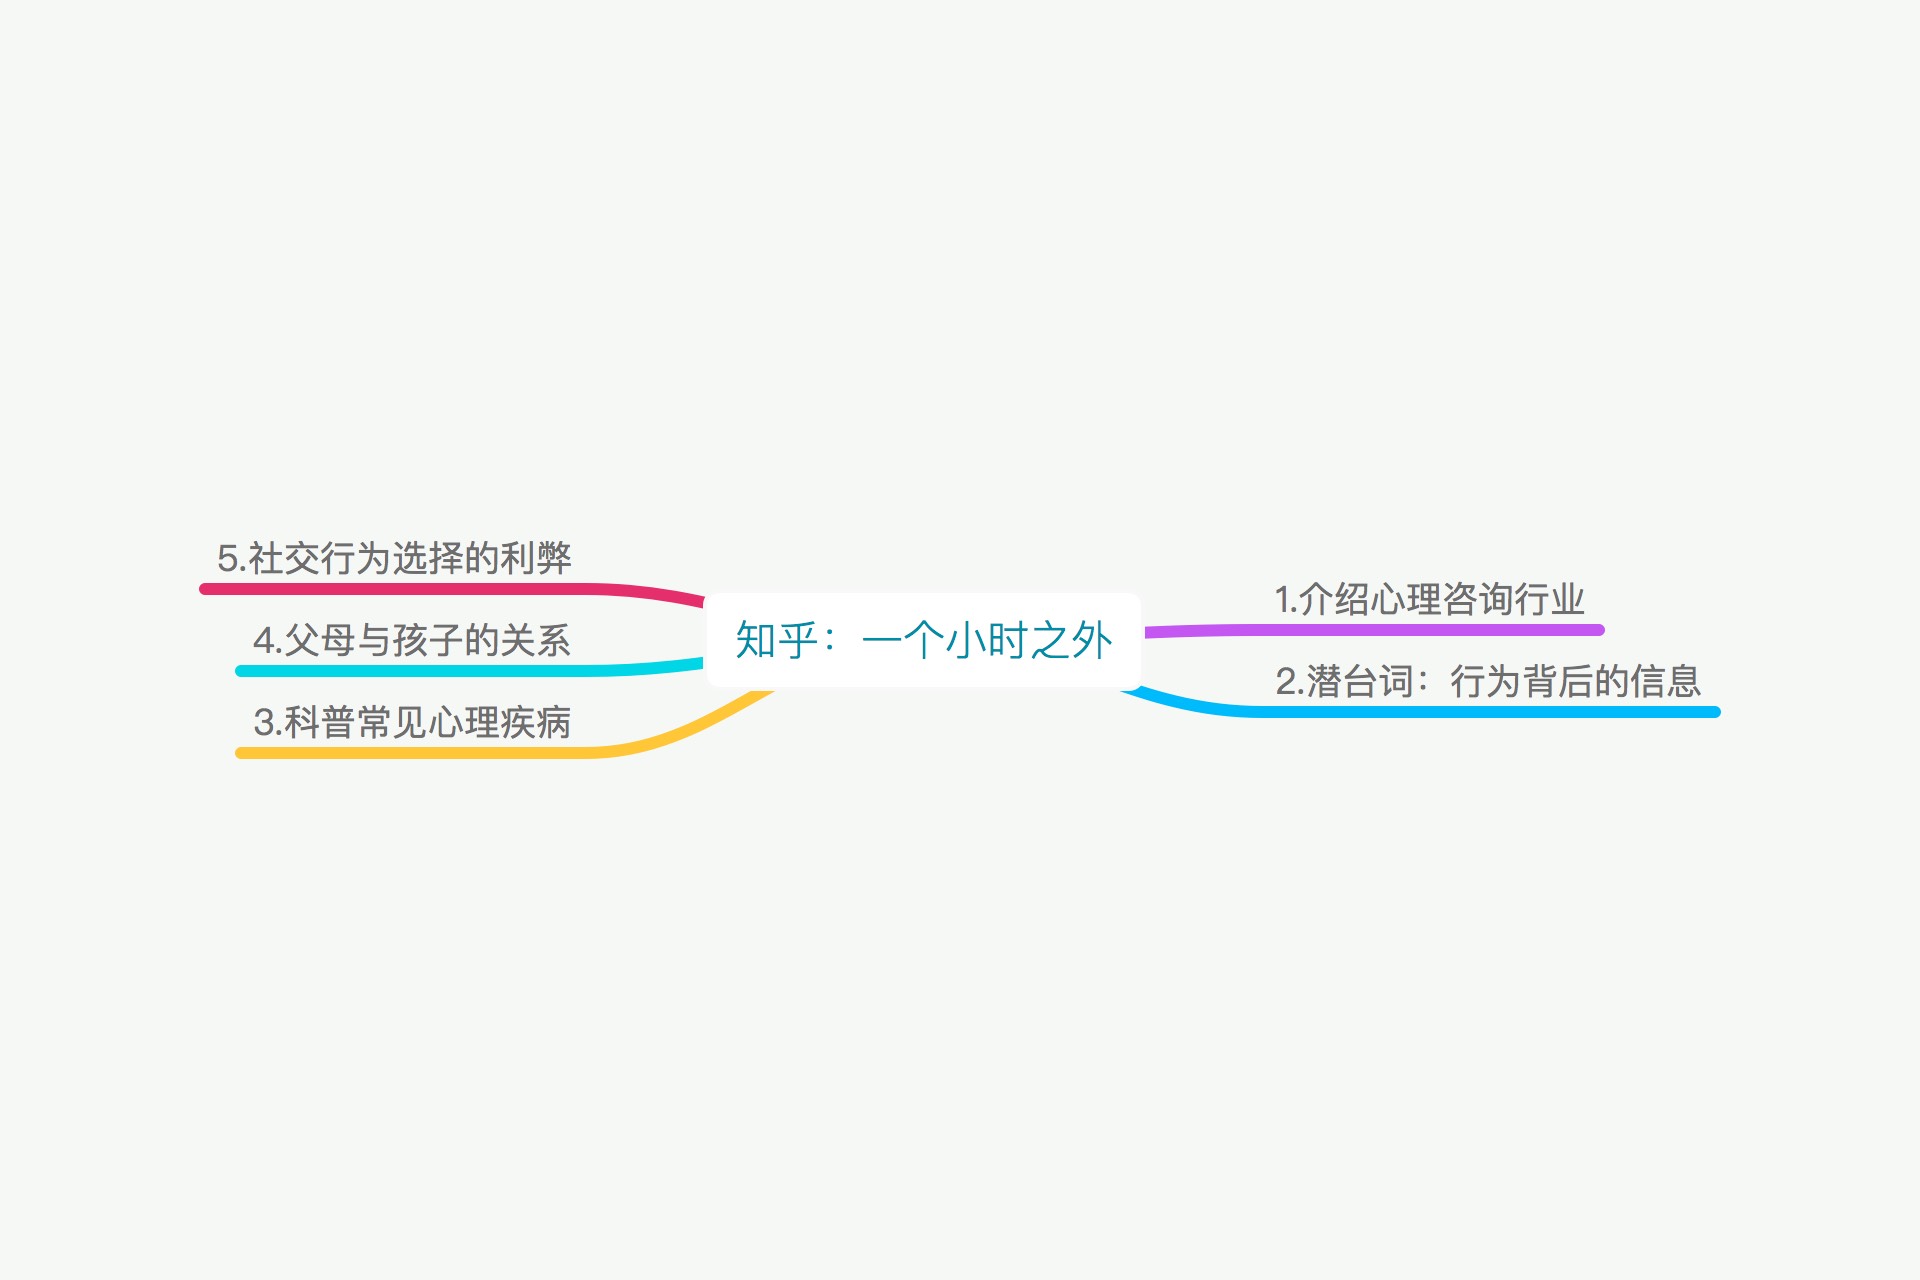 知乎：一个小时之外
1.介绍心理咨询行业
2.潜台词：行为背后的信息
3.科普常见心理疾病
4.父母与孩子的关系
5.社交行为选择的利弊